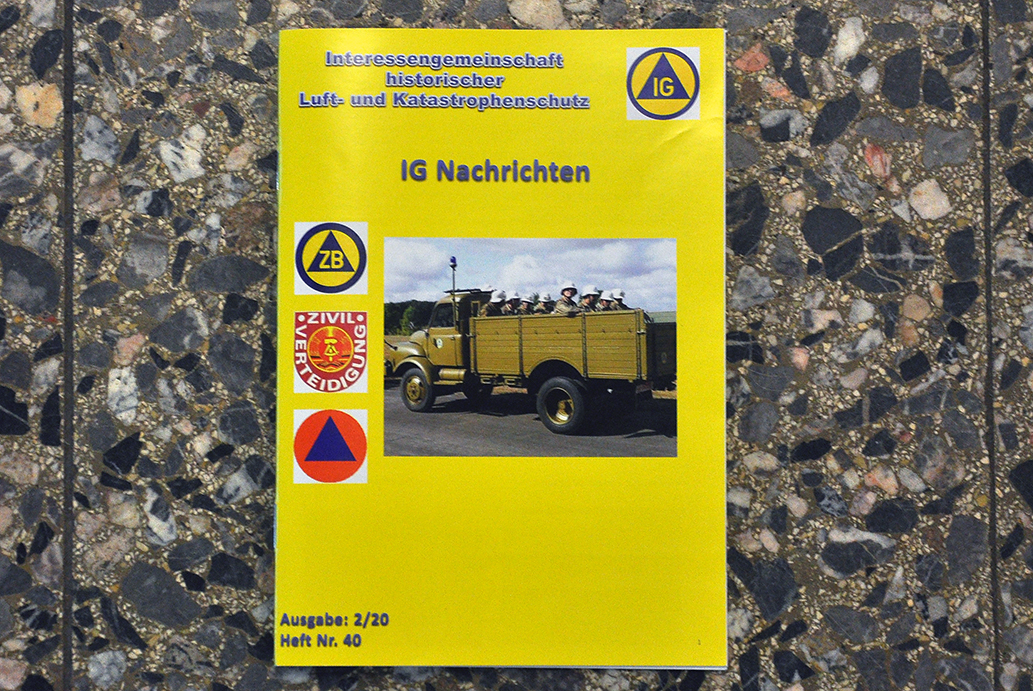 Interessengemeinschaft
historischer
Luft- und Katastrophenschutz
IG
IG Nachrichten
ZB
• ZIVIL •
VERTEIDIGUNG
Ausgabe: 2/20
Heft Nr. 40
1